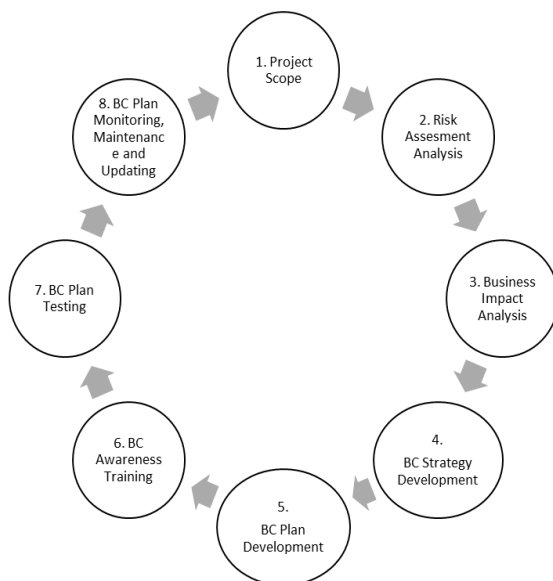 1. Project
Scope
2. Risk
Assesment
Analysis
3. Business
Impact
Analysis
4.
BC Strategy
Development
5.
BC Plan
Development
6. BC
Awareness
Training
7. BC Plan
Testing
8. BC Plan
Monitoring,
Maintenanc
e and
Updating